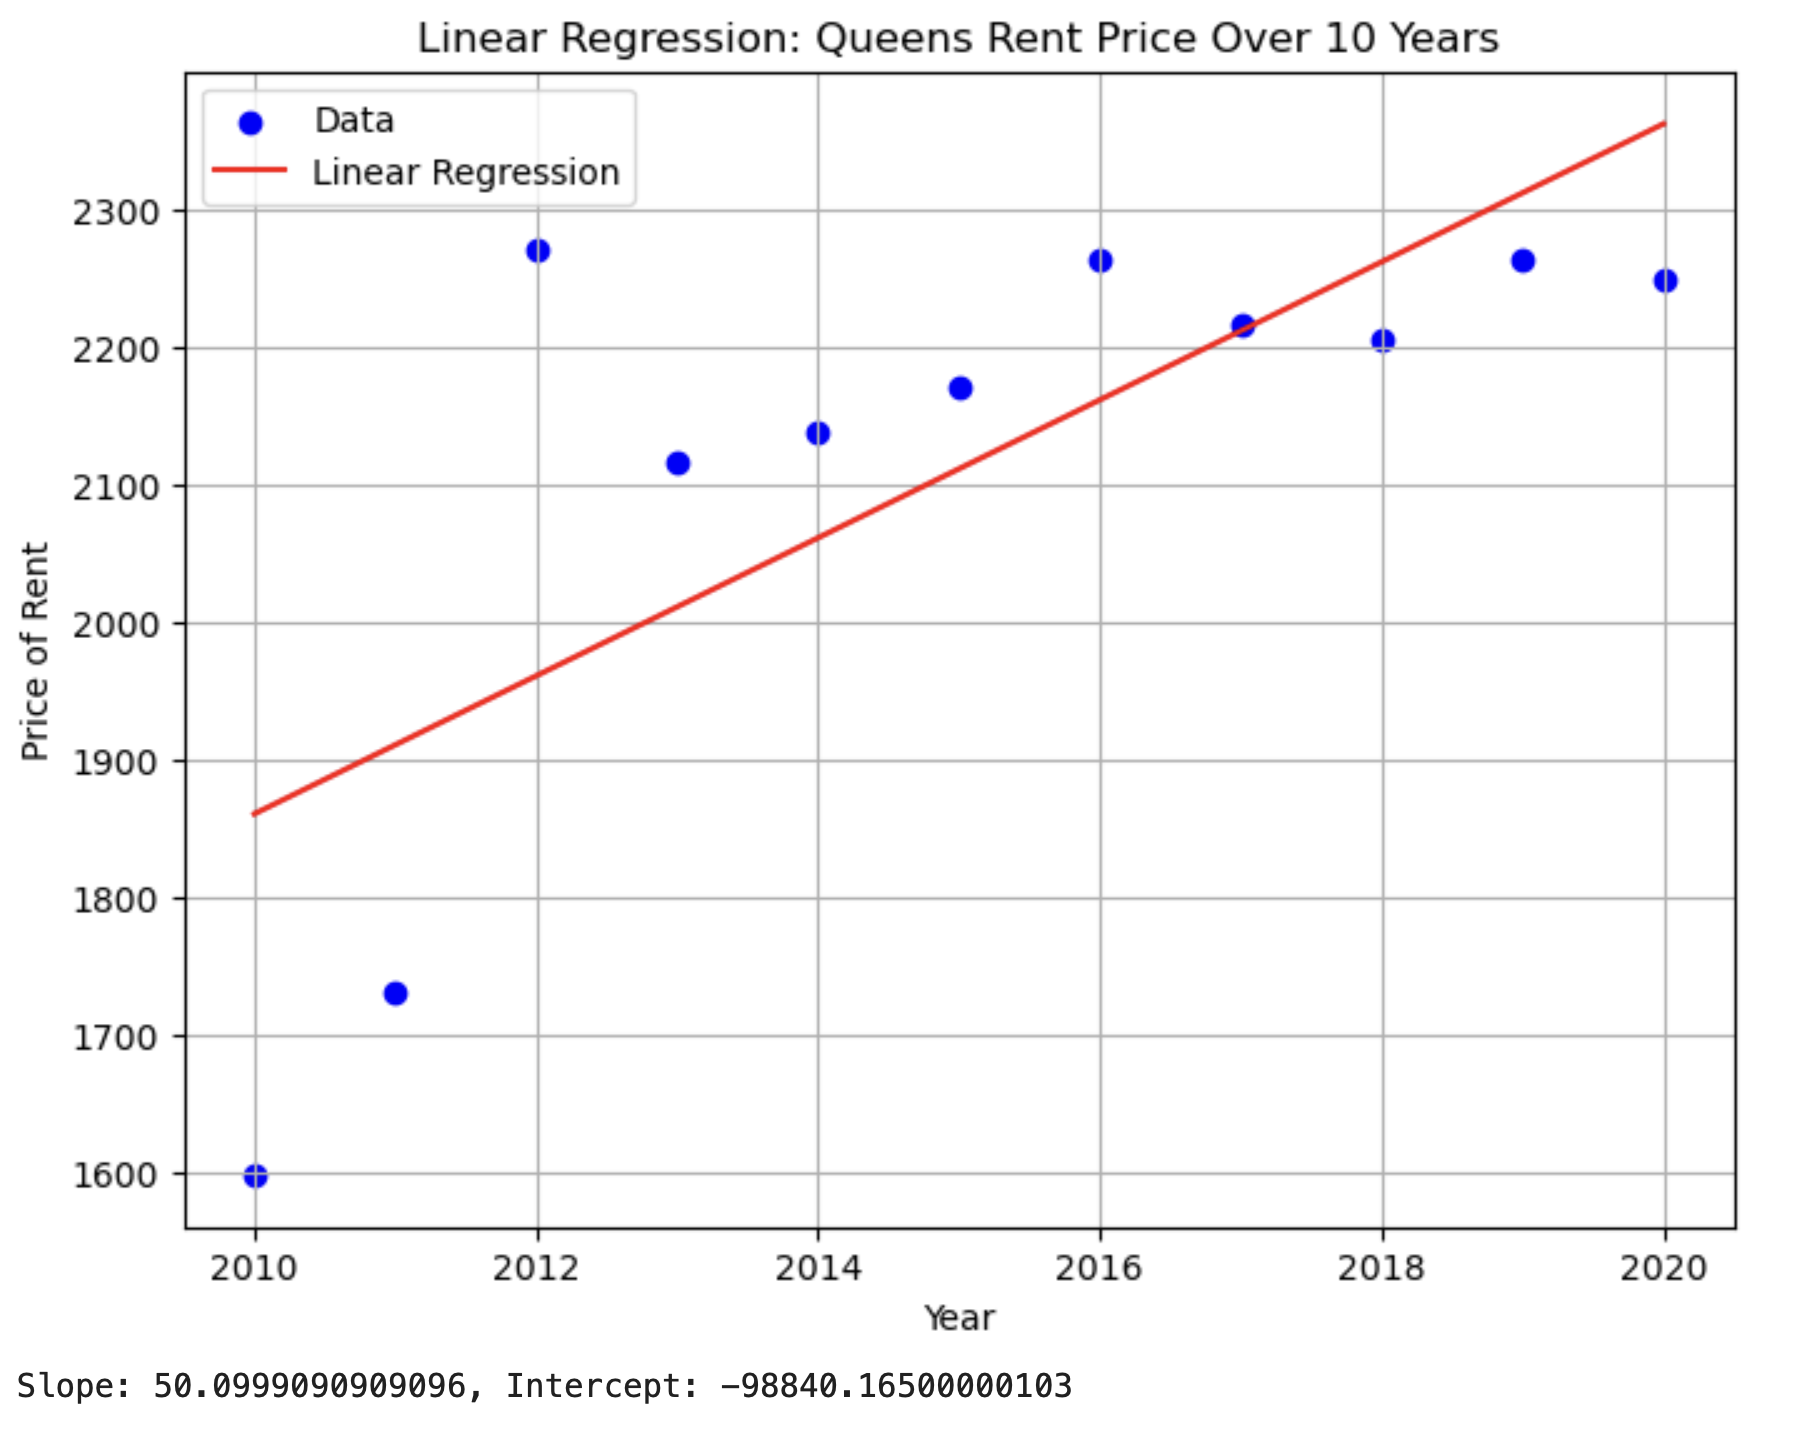 Linear Regression: Queens Rent Price Over 10 Years
Data
Linear Regression
2300
2200
2100
2000
1900
1800
1700
1600
Price of Rent
2010 2012 2014 2016 2018 2020
Year
Slope: 50.0999090909096, Intercept: −98840.16500000103